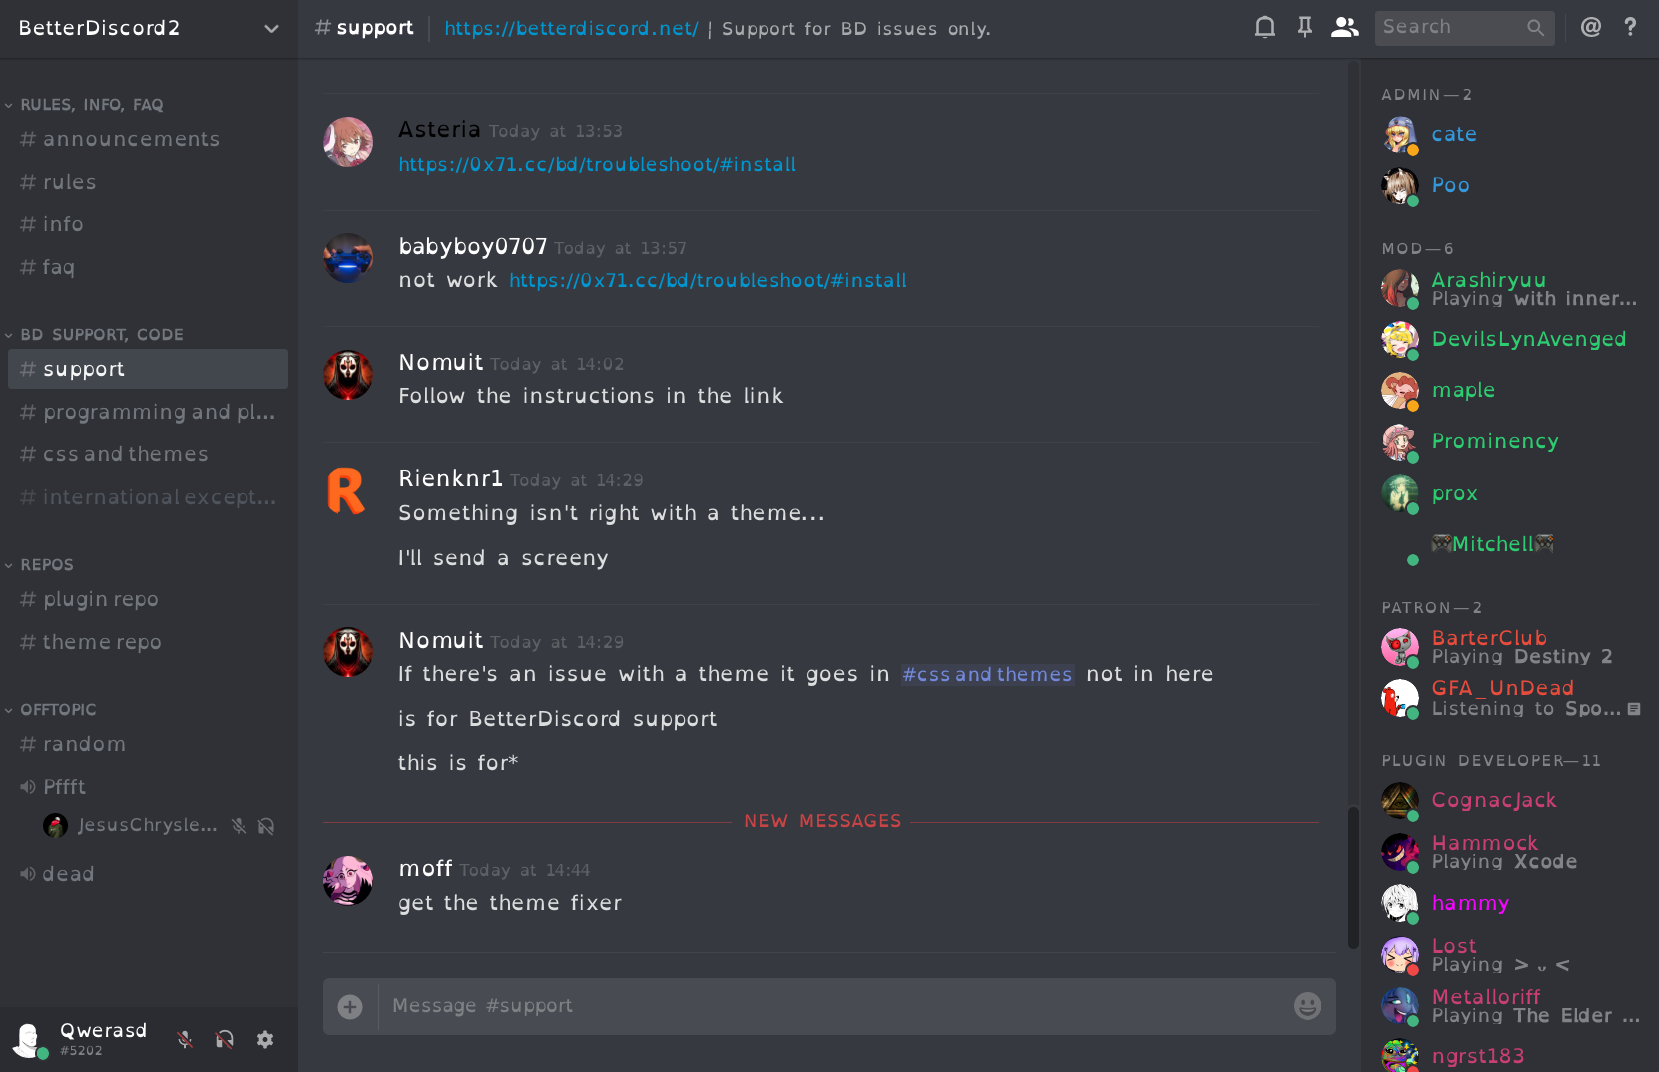 BetterDiscord2
RULES, INFO, FAQ
# announcements
# rules
# info
# faq
BD SUPPORT, CODE
# support
# programming and pl...
# css and themes
# international except...
REPOS
# plugin repo
# theme repo
OFFTOPIC
# random
Pffft
JesusChrysle...
dead
Qwerasd
#5202
# support
https://betterdiscord.net/ ¦ Support for BD issues only.
Search
@ ?
Asteria Today at 13:53
https://0x71.cc/bd/troubleshoot/#install
babyboy0707 Today at 13:57
not work https://0x71.cc/bd/troubleshoot/#install
Nomuit Today at 14:02
Follow the instructions in the link
R
Rienknr1 Today at 14:29
Something isn't right with a theme...
I'll send a screeny
Nomuit Today at 14:29
If there's an issue with a theme it goes in #css and themes not in here
is for BetterDiscord support
this is for*
NEW MESSAGES
moff Today at 14:44
get the theme fixer
Message #support
ADMIN—2
cate
Poo
MOD—6
Arashiryuu
Playing with inner...
DevilsLynAvenged
maple
Prominency
prox
🎮Mitchell🎮
PATRON—2
BarterClub
Playing Destiny 2
GFA_UnDead
Listening to Spo...
PLUGIN DEVELOPER—11
CognacJack
Hammock
Playing Xcode
hammy
Lost
Playing > ᴗ <
Metalloriff
Playing The Elder ...
ngrst183